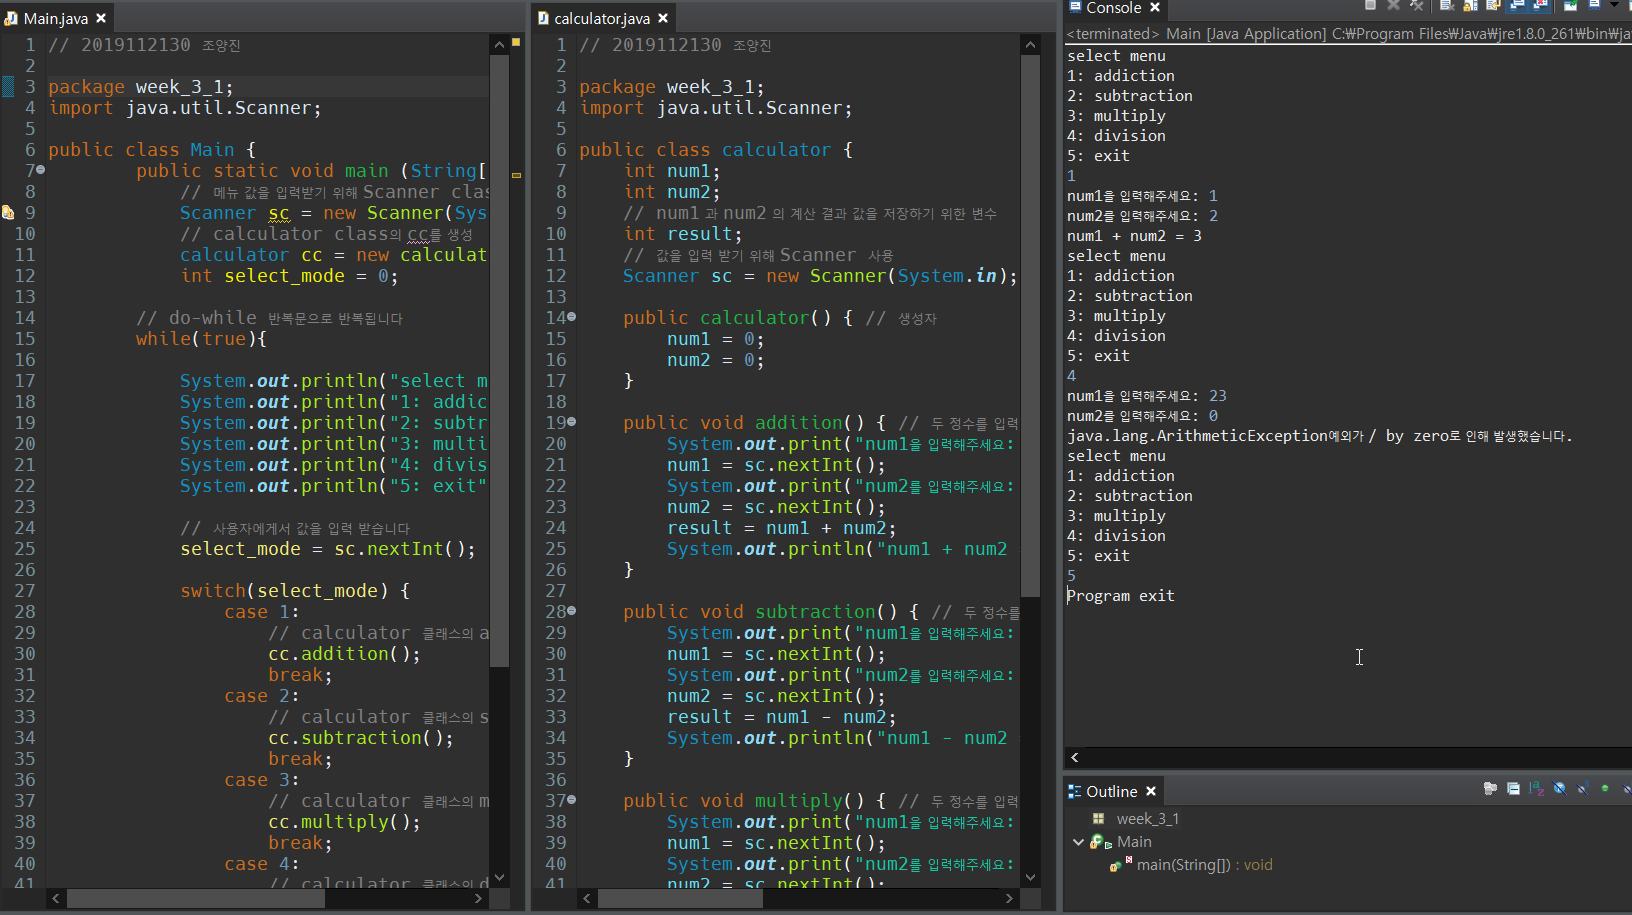 Main.java
1 // 2019112130 조양진
2
3 package week_3_1;
4 import java.util.Scanner;
5
6 public class Main {
7 public static void main (String[
8 // 메뉴 값을 입력받기 위해 Scanner clas
9 Scanner sc = new Scanner(Sys
10 // calculator class의 cc를 생성
11 calculator cc = new calculat
12 int select_mode = 0;
13
14 // do-while 반복문으로 반복됩니다
15 while(true){
16
17 System.out.println("select m
18 System.out.println("1: addic
19 System.out.println("2: subtr
20 System.out.println("3: multi
21 System.out.println("4: divis
22 System.out.println("5: exit"
23
24 // 사용자에게서 값을 입력 받습니다
25 select_mode = sc.nextInt();
26
27 switch(select_mode) {
28 case 1:
29 // calculator 클래스의 a
30 cc.addition();
31 break;
32 case 2:
33 // calculator 클래스의 s
34 cc.subtraction();
35 break;
36 case 3:
37 // calculator 클래스의 m
38 cc.multiply();
39 break;
40 case 4:
41 // calculator 클래스의 d
calculator.java
1 // 2019112130 조양진
2
3 package week_3_1;
4 import java.util.Scanner;
5
6 public class calculator {
7 int num1;
8 int num2;
9 // num1 과 num2 의 계산 결과 값을 저장하기 위한 변수
10 int result;
11 // 값을 입력 받기 위해 Scanner 사용
12 Scanner sc = new Scanner(System.in);
13
14 public calculator() { // 생성자
15 num1 = 0;
16 num2 = 0;
17 }
18
19 public void addition() { // 두 정수를 입력
20 System.out.print("num1을 입력해주세요:
21 num1 = sc.nextInt();
22 System.out.print("num2를 입력해주세요:
23 num2 = sc.nextInt();
24 result = num1 + num2;
25 System.out.println("num1 + num2
26 }
27
28 public void subtraction() { // 두 정수를
29 System.out.print("num1을 입력해주세요:
30 num1 = sc.nextInt();
31 System.out.print("num2를 입력해주세요:
32 num2 = sc.nextInt();
33 result = num1 - num2;
34 System.out.println("num1 - num2
35 }
36
37 public void multiply() { // 두 정수를 입력
38 System.out.print("num1을 입력해주세요:
39 num1 = sc.nextInt();
40 System.out.print("num2를 입력해주세요:
41 num2 = sc.nextInt();
Console
<terminated> Main [Java Application] C:₩Program Files₩Java₩jre1.8.0_261₩bin₩ja
select menu
1: addiction
2: subtraction
3: multiply
4: division
5: exit
1
num1을 입력해주세요: 1
num2를 입력해주세요: 2
num1 + num2 = 3
select menu
1: addiction
2: subtraction
3: multiply
4: division
5: exit
4
num1을 입력해주세요: 23
num2를 입력해주세요: 0
java.lang.ArithmeticException예외가 / by zero로 인해 발생했습니다.
select menu
1: addiction
2: subtraction
3: multiply
4: division
5: exit
5
Program exit
Outline
week_3_1
Main
main(String[]) : void